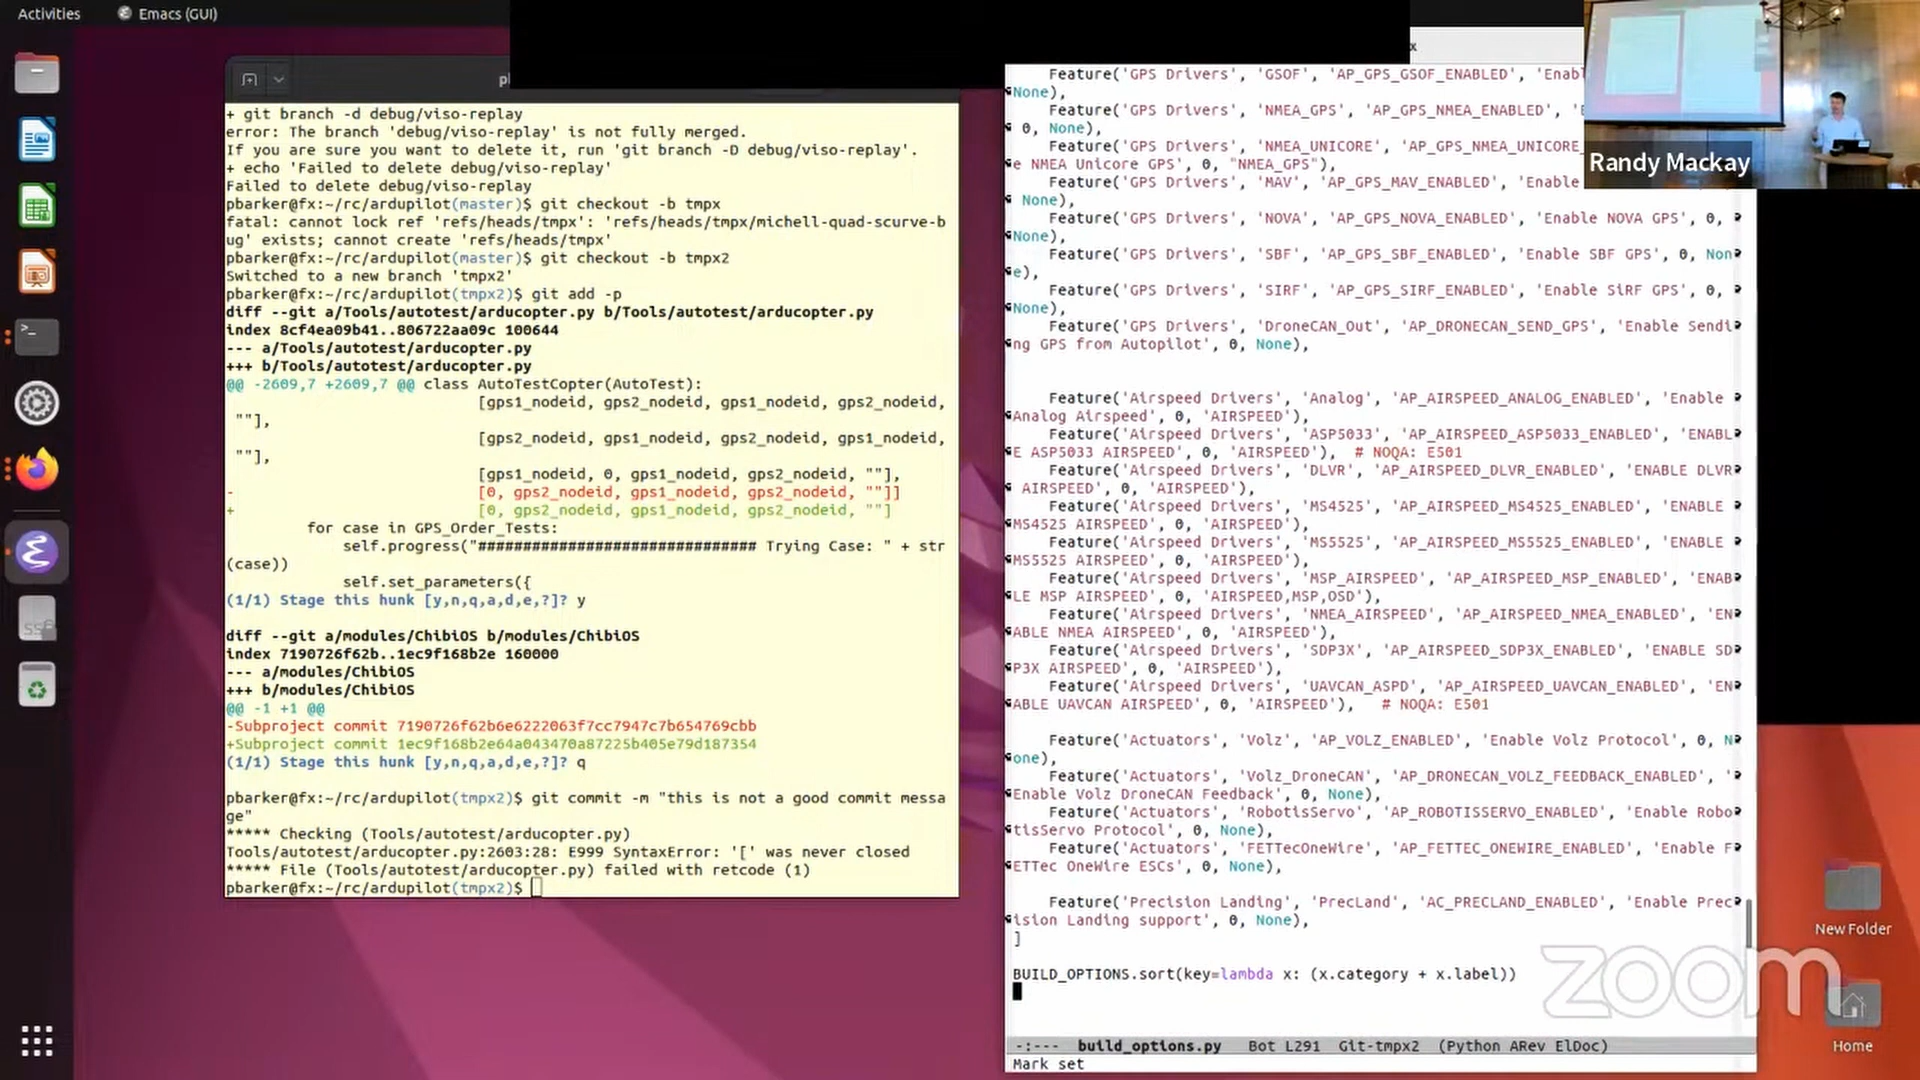 Activities
Emacs (GUI)
+ git branch -d debug/viso-replay
error: The branch 'debug/viso-replay' is not fully merged.
If you are sure you want to delete it, run 'git branch -D debug/viso-replay'.
+ echo 'Failed to delete debug/viso-replay'
Failed to delete debug/viso-replay
pbarker@fx:~/rc/ardupilot(master)$ git checkout -b tmpx
fatal: cannot lock ref 'refs/heads/tmpx': 'refs/heads/tmpx/michell-quad-scurve-b
ug' exists; cannot create 'refs/heads/tmpx'
pbarker@fx:~/rc/ardupilot(master)$ git checkout -b tmpx2
Switched to a new branch 'tmpx2'
pbarker@fx:~/rc/ardupilot(tmpx2)$ git add -p
diff --git a/Tools/autotest/arducopter.py b/Tools/autotest/arducopter.py
index 8cf4ea09b41..806722aa09c 100644
--- a/Tools/autotest/arducopter.py
+++ b/Tools/autotest/arducopter.py
@@ -2609,7 +2609,7 @@ class AutoTestCopter(AutoTest):
[gps1_nodeid, gps2_nodeid, gps1_nodeid, gps2_nodeid,
""],
[gps2_nodeid, gps1_nodeid, gps2_nodeid, gps1_nodeid,
""],
[gps1_nodeid, 0, gps1_nodeid, gps2_nodeid, ""],
- [0, gps2_nodeid, gps1_nodeid, gps2_nodeid, ""]]
+ [0, gps2_nodeid, gps1_nodeid, gps2_nodeid, ""]
for case in GPS_Order_Tests:
self.progress("############################### Trying Case: " + str
(case))
self.set_parameters({
(1/1) Stage this hunk [y,n,q,a,d,e,?]? y
diff --git a/modules/ChibiOS b/modules/ChibiOS
index 7190726f62b..1ec9f168b2e 160000
--- a/modules/ChibiOS
+++ b/modules/ChibiOS
@@ -1 +1 @@
-Subproject commit 7190726f62b6e6222063f7cc7947c7b654769cbb
+Subproject commit 1ec9f168b2e64a043470a87225b405e79d187354
(1/1) Stage this hunk [y,n,q,a,d,e,?]? q
pbarker@fx:~/rc/ardupilot(tmpx2)$ git commit -m "this is not a good commit messa
ge"
***** Checking (Tools/autotest/arducopter.py)
Tools/autotest/arducopter.py:2603:28: E999 SyntaxError: '[' was never closed
***** File (Tools/autotest/arducopter.py) failed with retcode (1)
pbarker@fx:~/rc/ardupilot(tmpx2)$
Feature('GPS Drivers', 'GSOF', 'AP_GPS_GSOF_ENABLED', 'Enabl
None),
Feature('GPS Drivers', 'NMEA_GPS', 'AP_GPS_NMEA_ENABLED', 'E
0, None),
Feature('GPS Drivers', 'NMEA_UNICORE', 'AP_GPS_NMEA_UNICORE_
e NMEA Unicore GPS', 0, "NMEA_GPS"),
Feature('GPS Drivers', 'MAV', 'AP_GPS_MAV_ENABLED', 'Enable
None),
Feature('GPS Drivers', 'NOVA', 'AP_GPS_NOVA_ENABLED', 'Enable NOVA GPS', 0,
None),
Feature('GPS Drivers', 'SBF', 'AP_GPS_SBF_ENABLED', 'Enable SBF GPS', 0, Non
e),
Feature('GPS Drivers', 'SIRF', 'AP_GPS_SIRF_ENABLED', 'Enable SiRF GPS', 0,
None),
Feature('GPS Drivers', 'DroneCAN_Out', 'AP_DRONECAN_SEND_GPS', 'Enable Sendi
ng GPS from Autopilot', 0, None),
Feature('Airspeed Drivers', 'Analog', 'AP_AIRSPEED_ANALOG_ENABLED', 'Enable
Analog Airspeed', 0, 'AIRSPEED'),
Feature('Airspeed Drivers', 'ASP5033', 'AP_AIRSPEED_ASP5033_ENABLED', 'ENABL
E ASP5033 AIRSPEED', 0, 'AIRSPEED'),  # NOQA: E501
Feature('Airspeed Drivers', 'DLVR', 'AP_AIRSPEED_DLVR_ENABLED', 'ENABLE DLVR
AIRSPEED', 0, 'AIRSPEED'),
Feature('Airspeed Drivers', 'MS4525', 'AP_AIRSPEED_MS4525_ENABLED', 'ENABLE
MS4525 AIRSPEED', 0, 'AIRSPEED'),
Feature('Airspeed Drivers', 'MS5525', 'AP_AIRSPEED_MS5525_ENABLED', 'ENABLE
MS5525 AIRSPEED', 0, 'AIRSPEED'),
Feature('Airspeed Drivers', 'MSP_AIRSPEED', 'AP_AIRSPEED_MSP_ENABLED', 'ENAB
LE MSP AIRSPEED', 0, 'AIRSPEED,MSP,OSD'),
Feature('Airspeed Drivers', 'NMEA_AIRSPEED', 'AP_AIRSPEED_NMEA_ENABLED', 'EN
ABLE NMEA AIRSPEED', 0, 'AIRSPEED'),
Feature('Airspeed Drivers', 'SDP3X', 'AP_AIRSPEED_SDP3X_ENABLED', 'ENABLE SD
P3X AIRSPEED', 0, 'AIRSPEED'),
Feature('Airspeed Drivers', 'UAVCAN_ASPD', 'AP_AIRSPEED_UAVCAN_ENABLED', 'EN
ABLE UAVCAN AIRSPEED', 0, 'AIRSPEED'),   # NOQA: E501
Feature('Actuators', 'Volz', 'AP_VOLZ_ENABLED', 'Enable Volz Protocol', 0, N
one),
Feature('Actuators', 'Volz_DroneCAN', 'AP_DRONECAN_VOLZ_FEEDBACK_ENABLED', '
Enable Volz DroneCAN Feedback', 0, None),
Feature('Actuators', 'RobotisServo', 'AP_ROBOTISSERVO_ENABLED', 'Enable Robo
tisServo Protocol', 0, None),
Feature('Actuators', 'FETTecOneWire', 'AP_FETTEC_ONEWIRE_ENABLED', 'Enable F
ETTec OneWire ESCs', 0, None),
Feature('Precision Landing', 'PrecLand', 'AC_PRECLAND_ENABLED', 'Enable Prec
ision Landing support', 0, None),
]
BUILD_OPTIONS.sort(key=lambda x: (x.category + x.label))
-:--- build_options.py Bot L291 Git-tmpx2 (Python ARev ElDoc)
Mark set
Randy Mackay
New Folder
zoom
Home